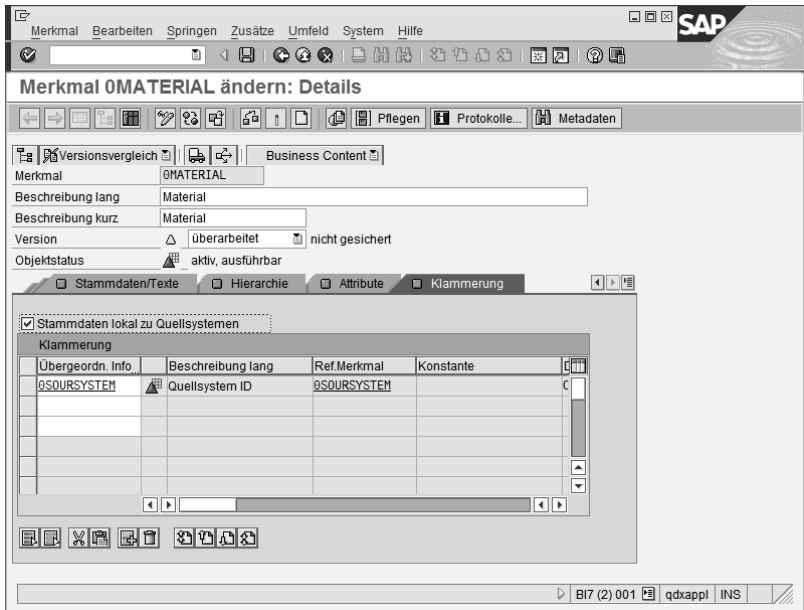 Merkmal Bearbeiten Springen Zusätze Umfeld System Hilfe
SAP
Merkmal 0MATERIAL ändern: Details
Pflegen Protokolle... Metadaten
Versionsvergleich Business Content
Merkmal 0MATERIAL
Beschreibung lang Material
Beschreibung kurz Material
Version überarbeitet nicht gesichert
Objektstatus aktiv, ausführbar
Stammdaten/Texte Hierarchie Attribute Klammerung
Stammdaten lokal zu Quellsystemen
Klammerung
Übergeordn. Info... Beschreibung lang Ref.Merkmal Konstante
0SOURSYSTEM Quellsystem ID 0SOURSYSTEM
BI7 (2) 001 qdxappl INS